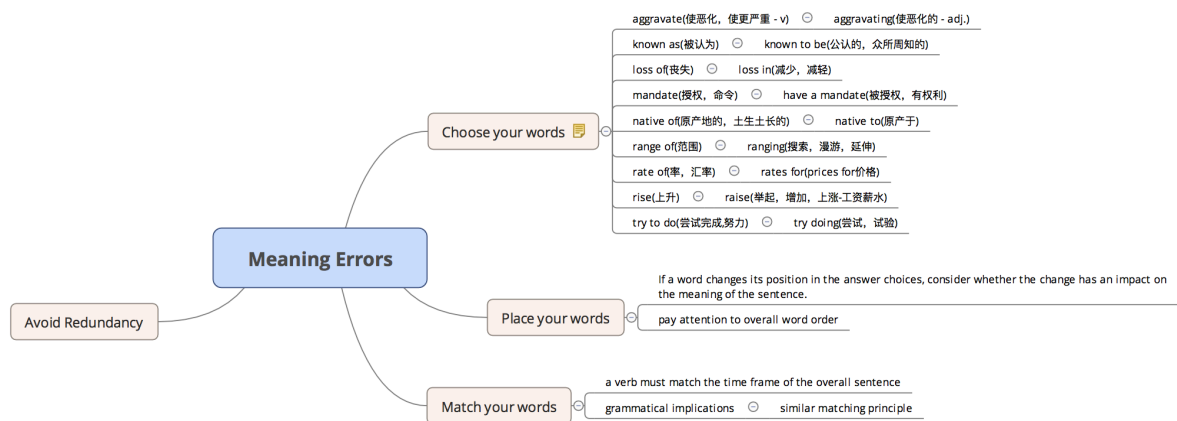 aggravate(使恶化，使更严重 - v) aggravating(使恶化的 - adj.)
known as(被认为) known to be(公认的，众所周知的)
loss of(丧失) loss in(减少，减轻)
mandate(授权，命令) have a mandate(被授权，有权利)
Choose your words
native of(原产地的，土生土长的) native to(原产于)
range of(范围) ranging(搜索，漫游，延伸)
rate of(率，汇率) rates for(prices for价格)
rise(上升) raise(举起，增加，上涨-工资薪水)
try to do(尝试完成,努力) try doing(尝试，试验)
Meaning Errors
Avoid Redundancy
Place your words
If a word changes its position in the answer choices, consider whether the change has an impact on
the meaning of the sentence.
pay attention to overall word order
Match your words
a verb must match the time frame of the overall sentence
grammatical implications similar matching principle